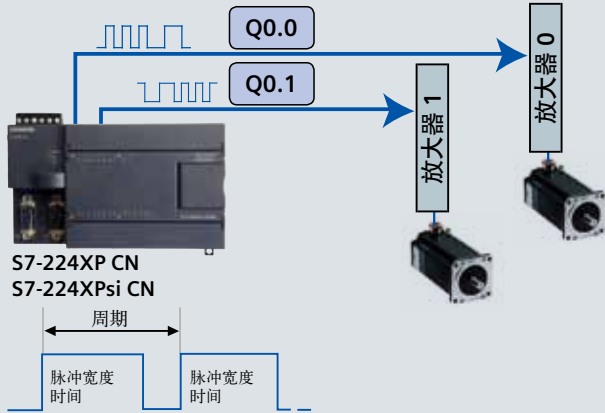 Q0.0
Q0.1
放大器 0
放大器 1
S7-224XP CN
S7-224XPsi CN
周期
脉冲宽度
时间
脉冲宽度
时间